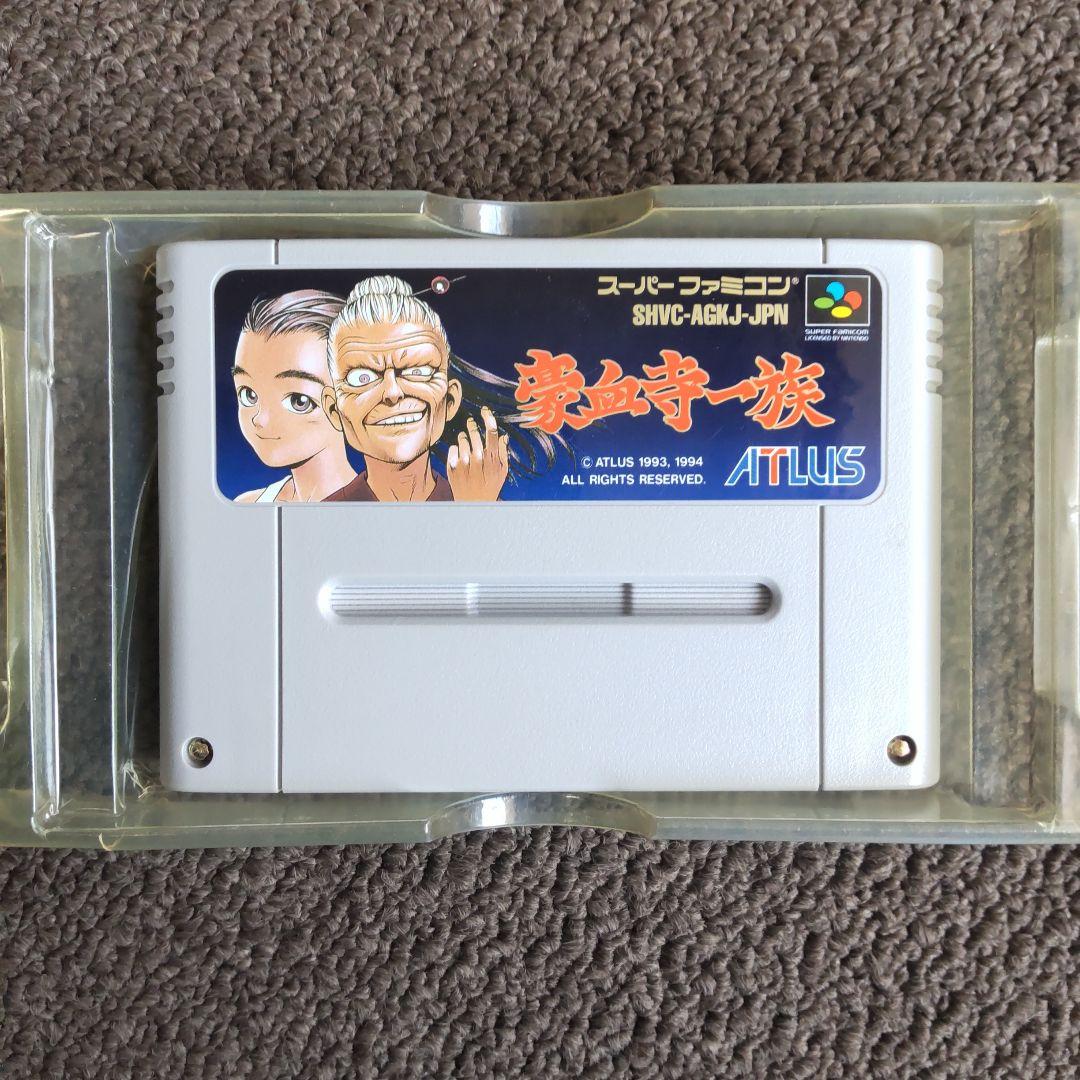 スーパーファミコン®
SHVC-AGKJ-JPN
SUPER FAMICOM
LICENSED BY NINTENDO
豪血寺一族
© ATLUS 1993, 1994
ALL RIGHTS RESERVED.
ATLUS